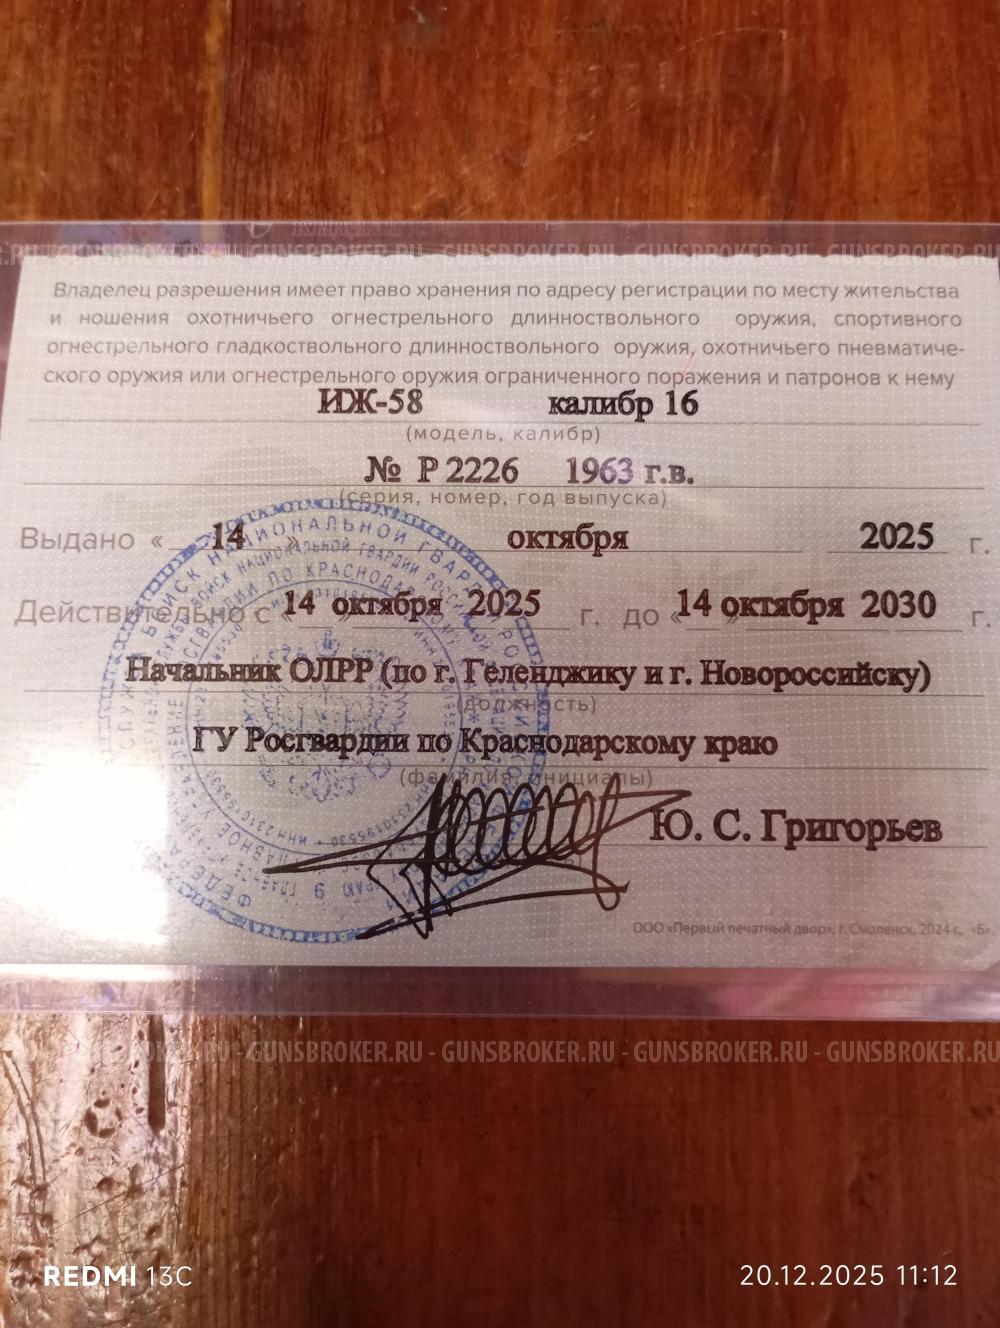 GUNSBROKER.RU - GUNSBROKER.RU - GUNSBROKER.RU - GUNSBROKER.RU
Владелец разрешения имеет право хранения по адресу регистрации по месту жительства
и ношения охотничьего огнестрельного длинноствольного оружия, спортивного
огнестрельного гладкоствольного длинноствольного оружия, охотничьего пневматиче-
ского оружия или огнестрельного оружия ограниченного поражения и патронов к нему
ИЖ-58 калибр 16
(модель, калибр)
№ Р 2226 1963 г.в.
(серия, номер, год выпуска)
Выдано « 14 » октября 2025 г.
Действительно с « 14 » октября 2025 г. до « 14 » октября 2030 г.
Начальник ОЛРР (по г. Геленджику и г. Новороссийску)
(должность)
ГУ Росгвардии по Краснодарскому краю
(фамилия, инициалы)
Ю. С. Григорьев
ООО «Первый печатный двор», г. Смоленск, 2024 г., «Б».
GUNSBROKER.RU - GUNSBROKER.RU - GUNSBROKER.RU - GUNSBROKER.RU
REDMI 13C
20.12.2025 11:12